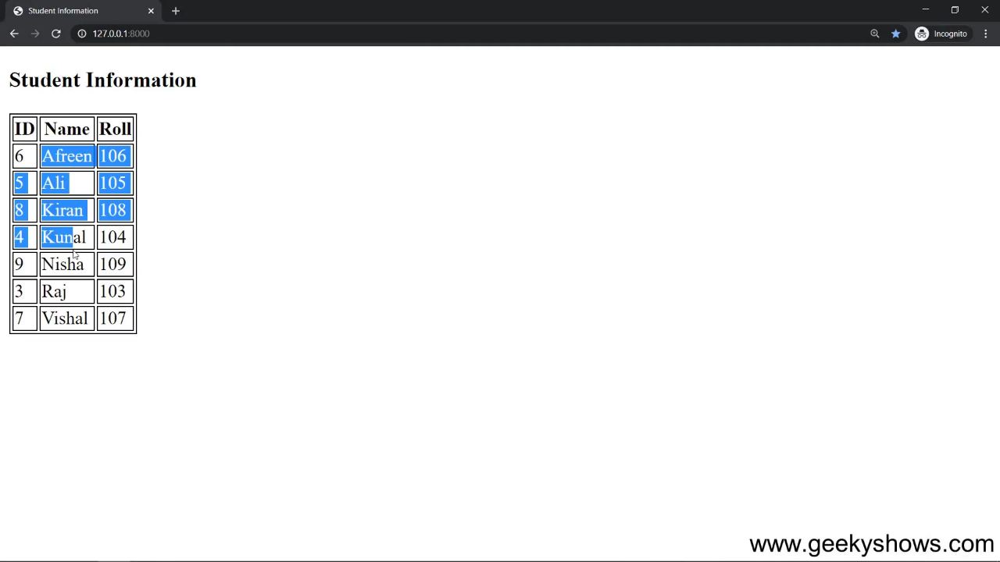 Student Information
127.0.0.1:8000
Incognito
Student Information
ID Name Roll
6 Afreen 106
5 Ali 105
8 Kiran 108
4 Kunal 104
9 Nisha 109
3 Raj 103
7 Vishal 107
www.geekyshows.com